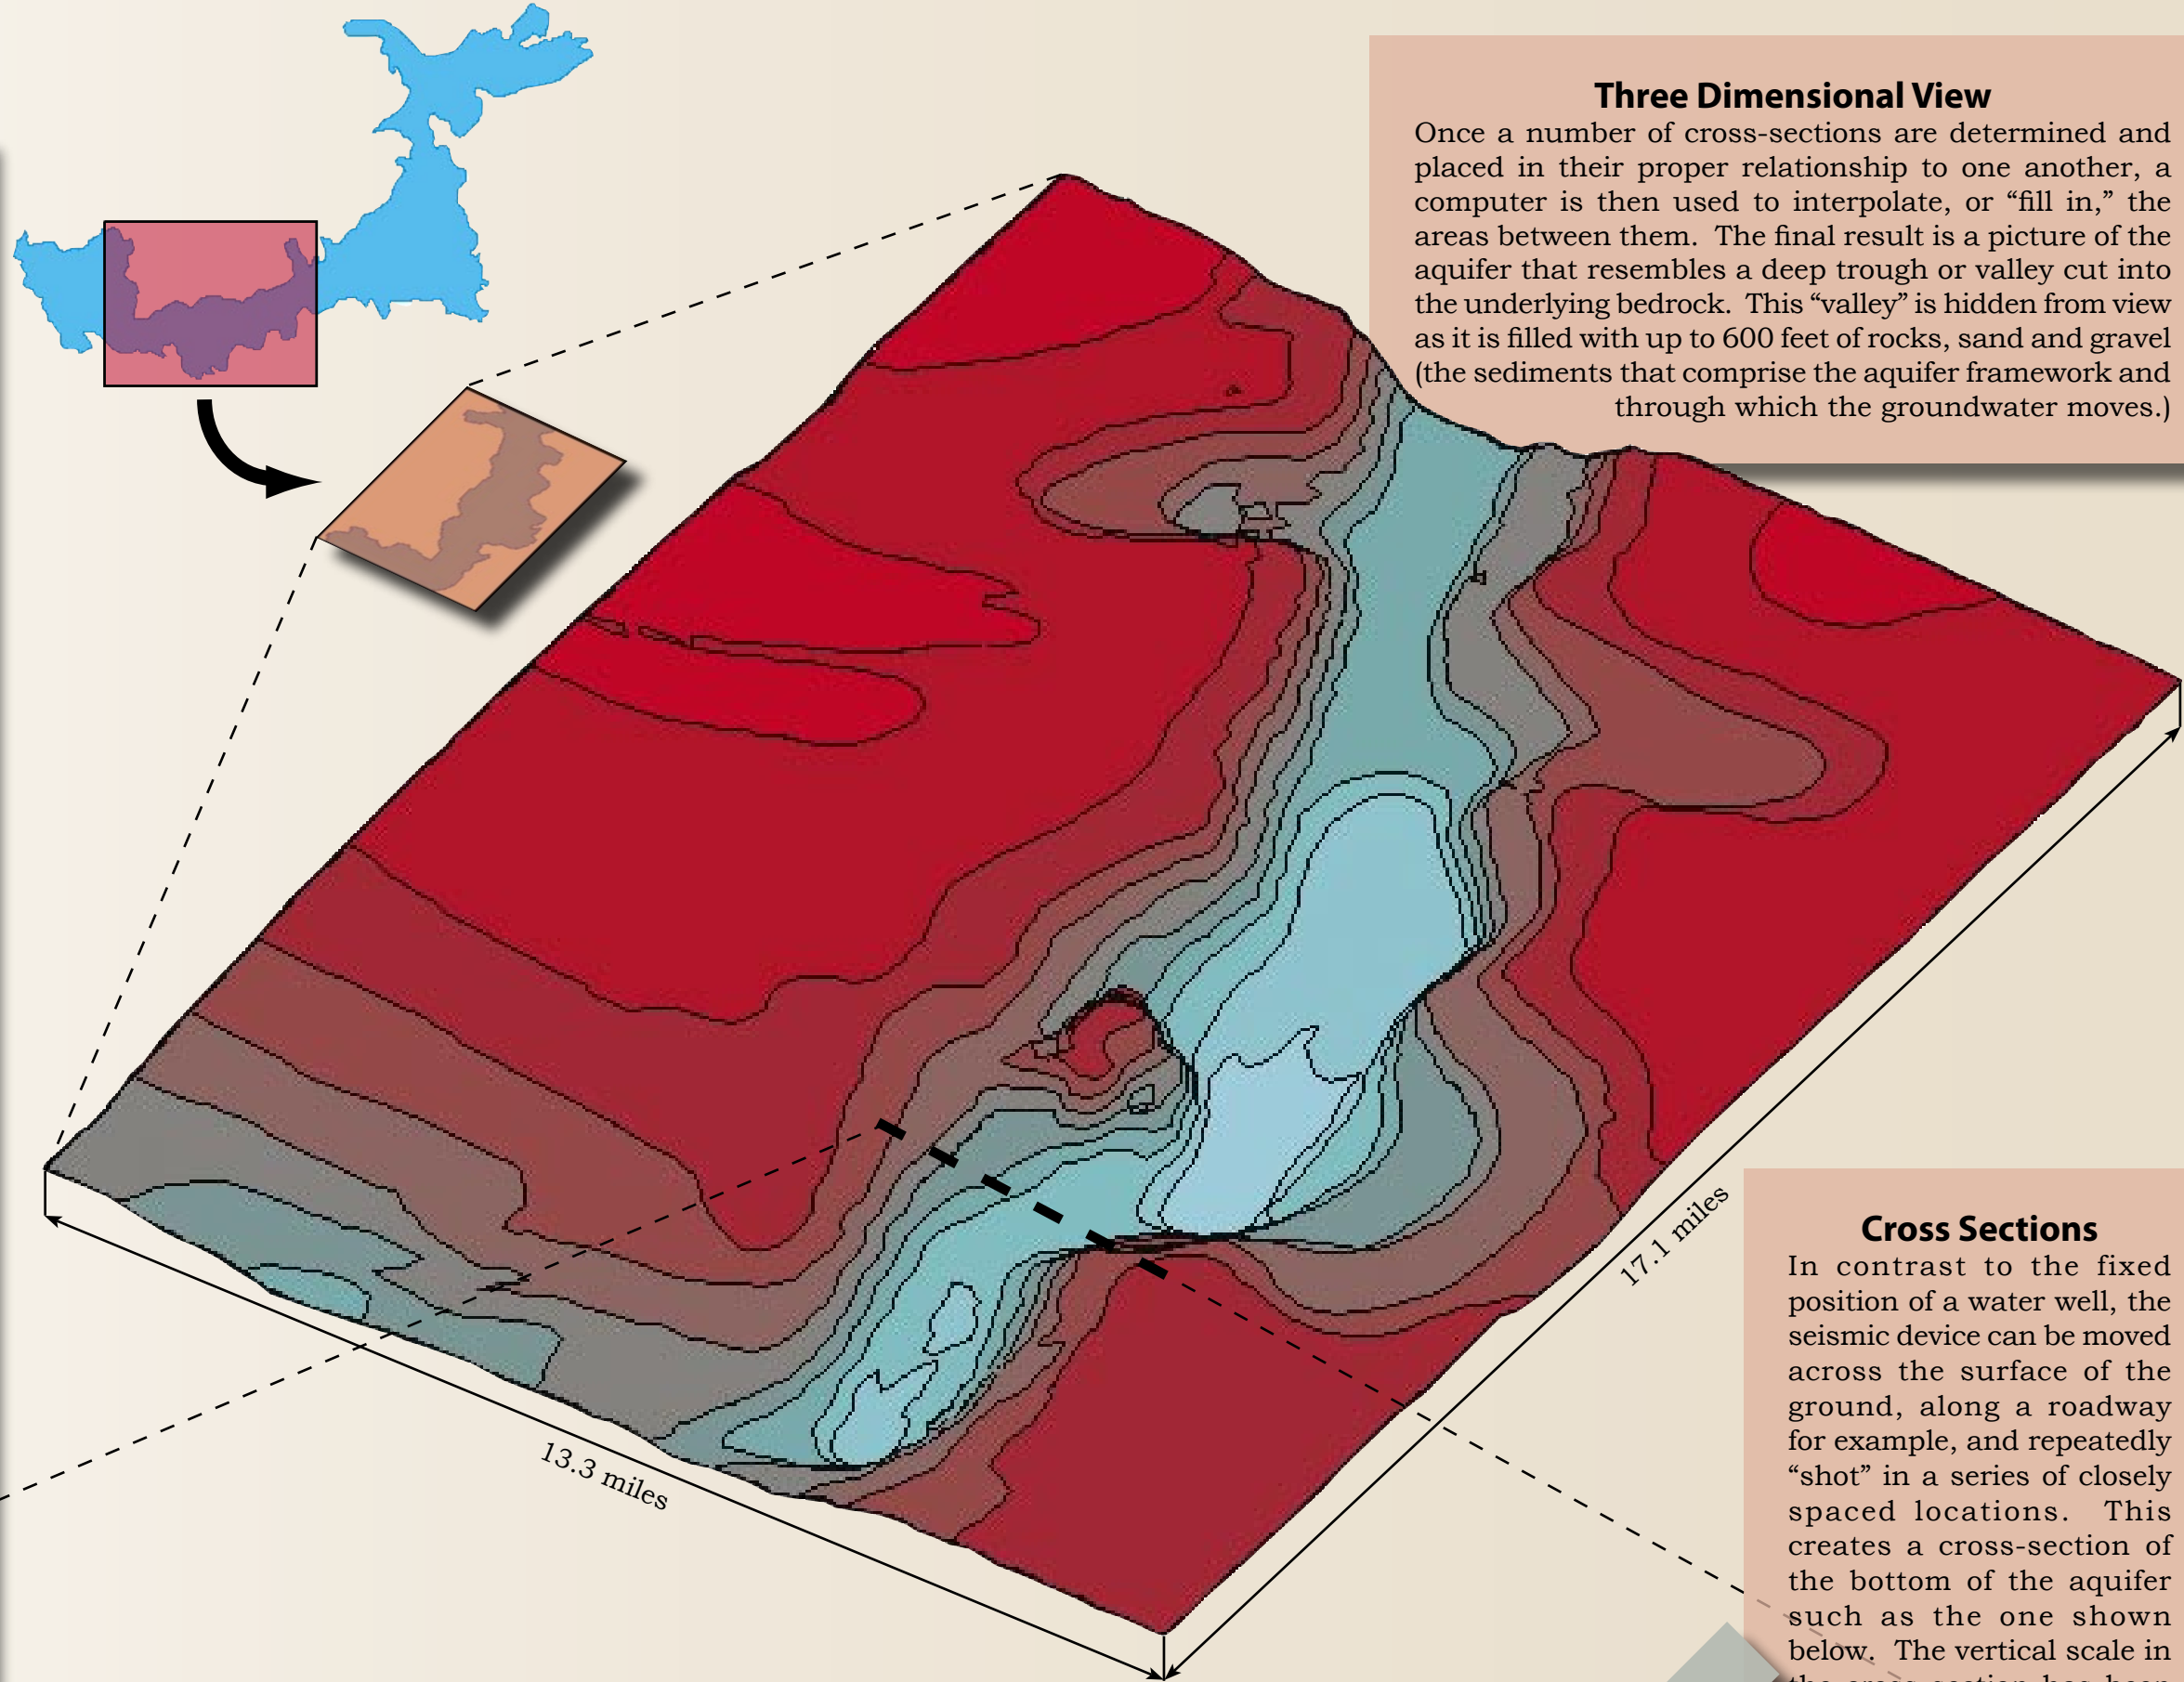 Three Dimensional View
Once a number of cross-sections are determined and
placed in their proper relationship to one another, a
computer is then used to interpolate, or “fill in,” the
areas between them. The final result is a picture of the
aquifer that resembles a deep trough or valley cut into
the underlying bedrock. This “valley” is hidden from view
as it is filled with up to 600 feet of rocks, sand and gravel
(the sediments that comprise the aquifer framework and
through which the groundwater moves.)
17.1 miles
13.3 miles
Cross Sections
In contrast to the fixed
position of a water well, the
seismic device can be moved
across the surface of the
ground, along a roadway
for example, and repeatedly
“shot” in a series of closely
spaced locations. This
creates a cross-section of
the bottom of the aquifer
such as the one shown
below. The vertical scale in
the cross section has been